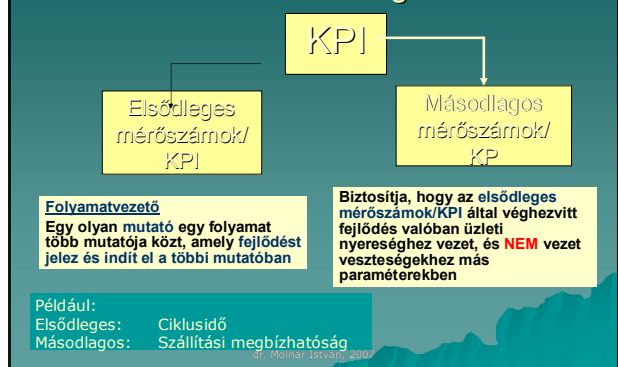 KPI
Elsődleges
mérőszámok/
KPI
Másodlagos
mérőszámok/
KP
Folyamatvezető
Egy olyan mutató egy folyamat
több mutatója közt, amely fejlődést
jelez és indít el a többi mutatóban
Biztosítja, hogy az elsődleges
mérőszámok/KPI által véghezvitt
fejlődés valóban üzleti
nyereséghez vezet, és NEM vezet
veszteségekhez más
paraméterekben
Például:
Elsődleges: Ciklusidő
Másodlagos: Szállítási megbízhatóság
dr. Molnár István, 2007